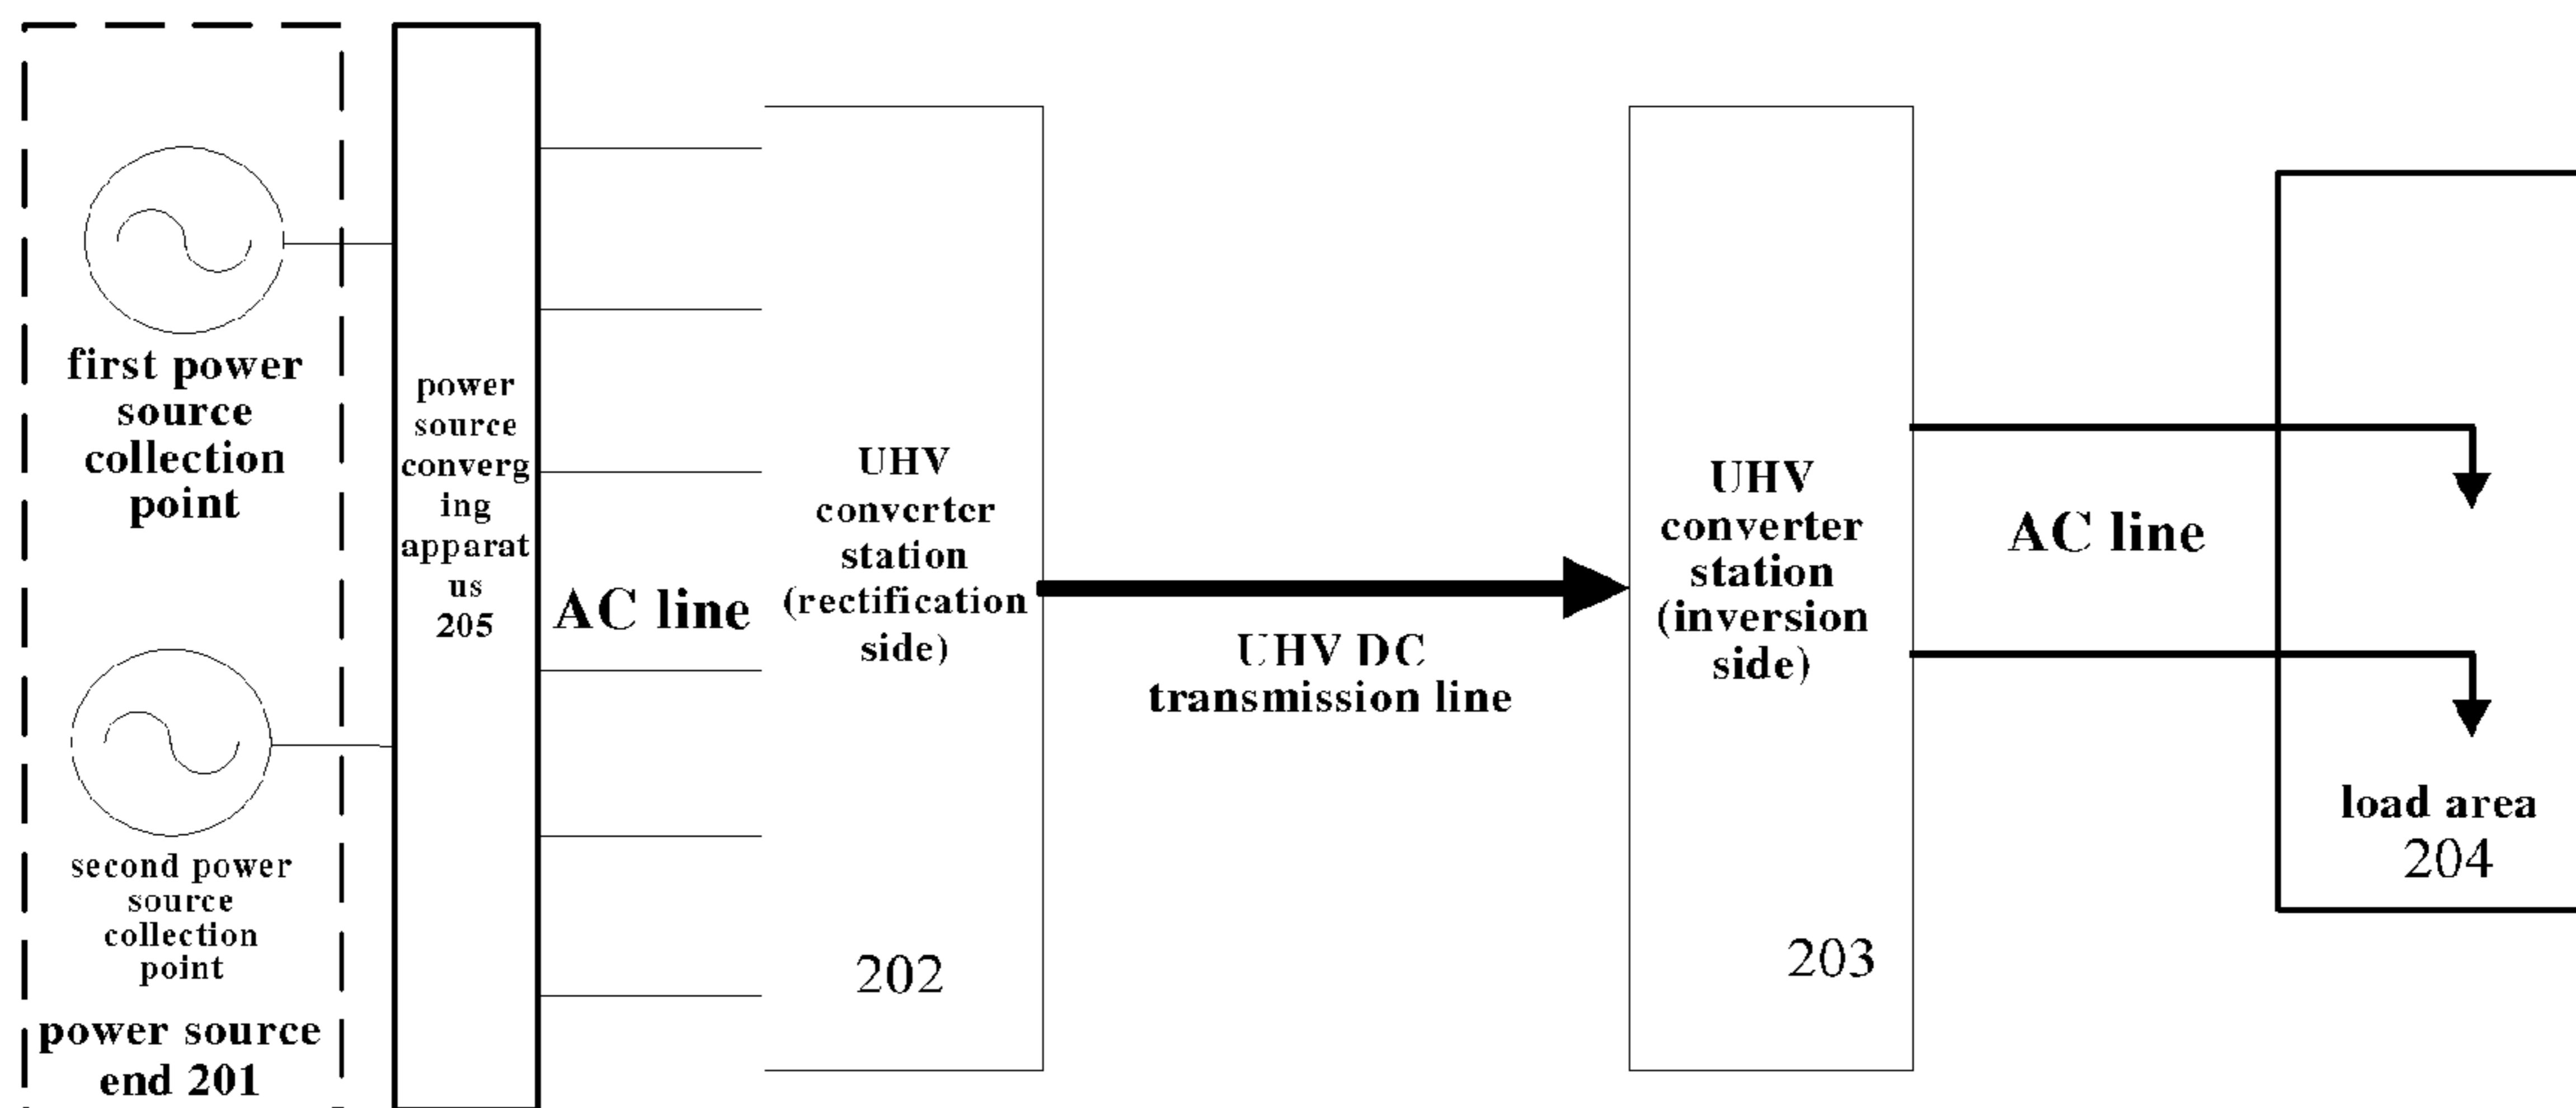 first power
source
collection
point
second power
source
collection
point
power source
end 201
power
source
converg
ing
apparat
us
205
AC line
UHV
converter
station
(rectification
side)
202
UHV DC
transmission line
UHV
converter
station
(inversion
side)
203
AC line
load area
204